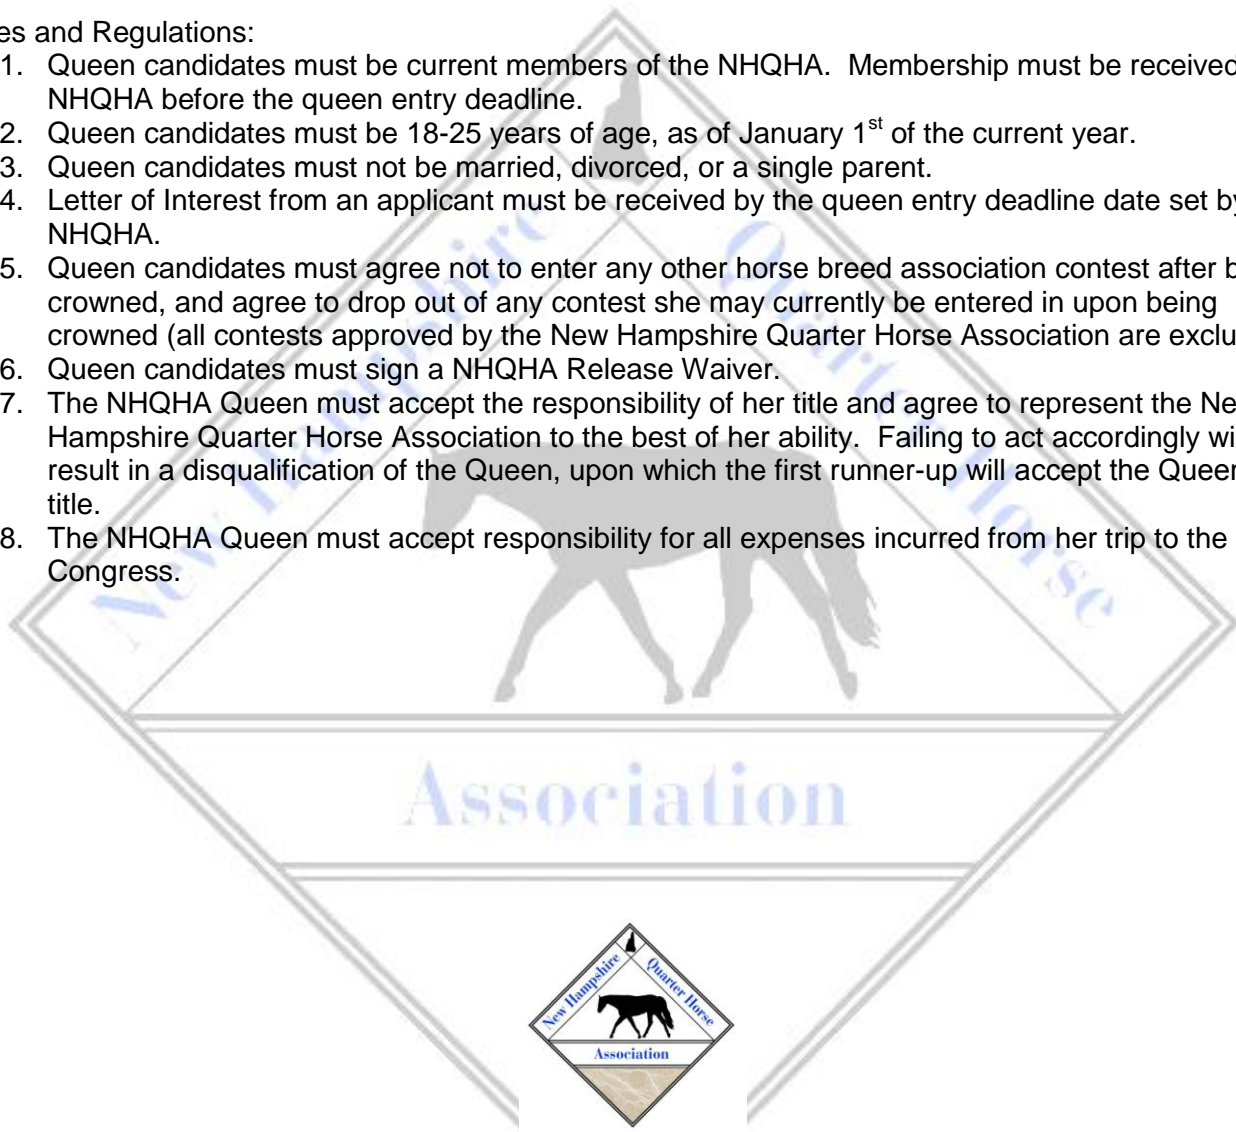 es and Regulations:
1. Queen candidates must be current members of the NHQHA. Membership must be received
NHQHA before the queen entry deadline.
2. Queen candidates must be 18-25 years of age, as of January 1st of the current year.
3. Queen candidates must not be married, divorced, or a single parent.
4. Letter of Interest from an applicant must be received by the queen entry deadline date set by
NHQHA.
5. Queen candidates must agree not to enter any other horse breed association contest after b
crowned, and agree to drop out of any contest she may currently be entered in upon being
crowned (all contests approved by the New Hampshire Quarter Horse Association are exclu
6. Queen candidates must sign a NHQHA Release Waiver.
7. The NHQHA Queen must accept the responsibility of her title and agree to represent the Ne
Hampshire Quarter Horse Association to the best of her ability. Failing to act accordingly wi
result in a disqualification of the Queen, upon which the first runner-up will accept the Queen
title.
8. The NHQHA Queen must accept responsibility for all expenses incurred from her trip to the
Congress.
New Hampshire
Quarter Horse
Association
New Hampshire
Quarter Horse
Association